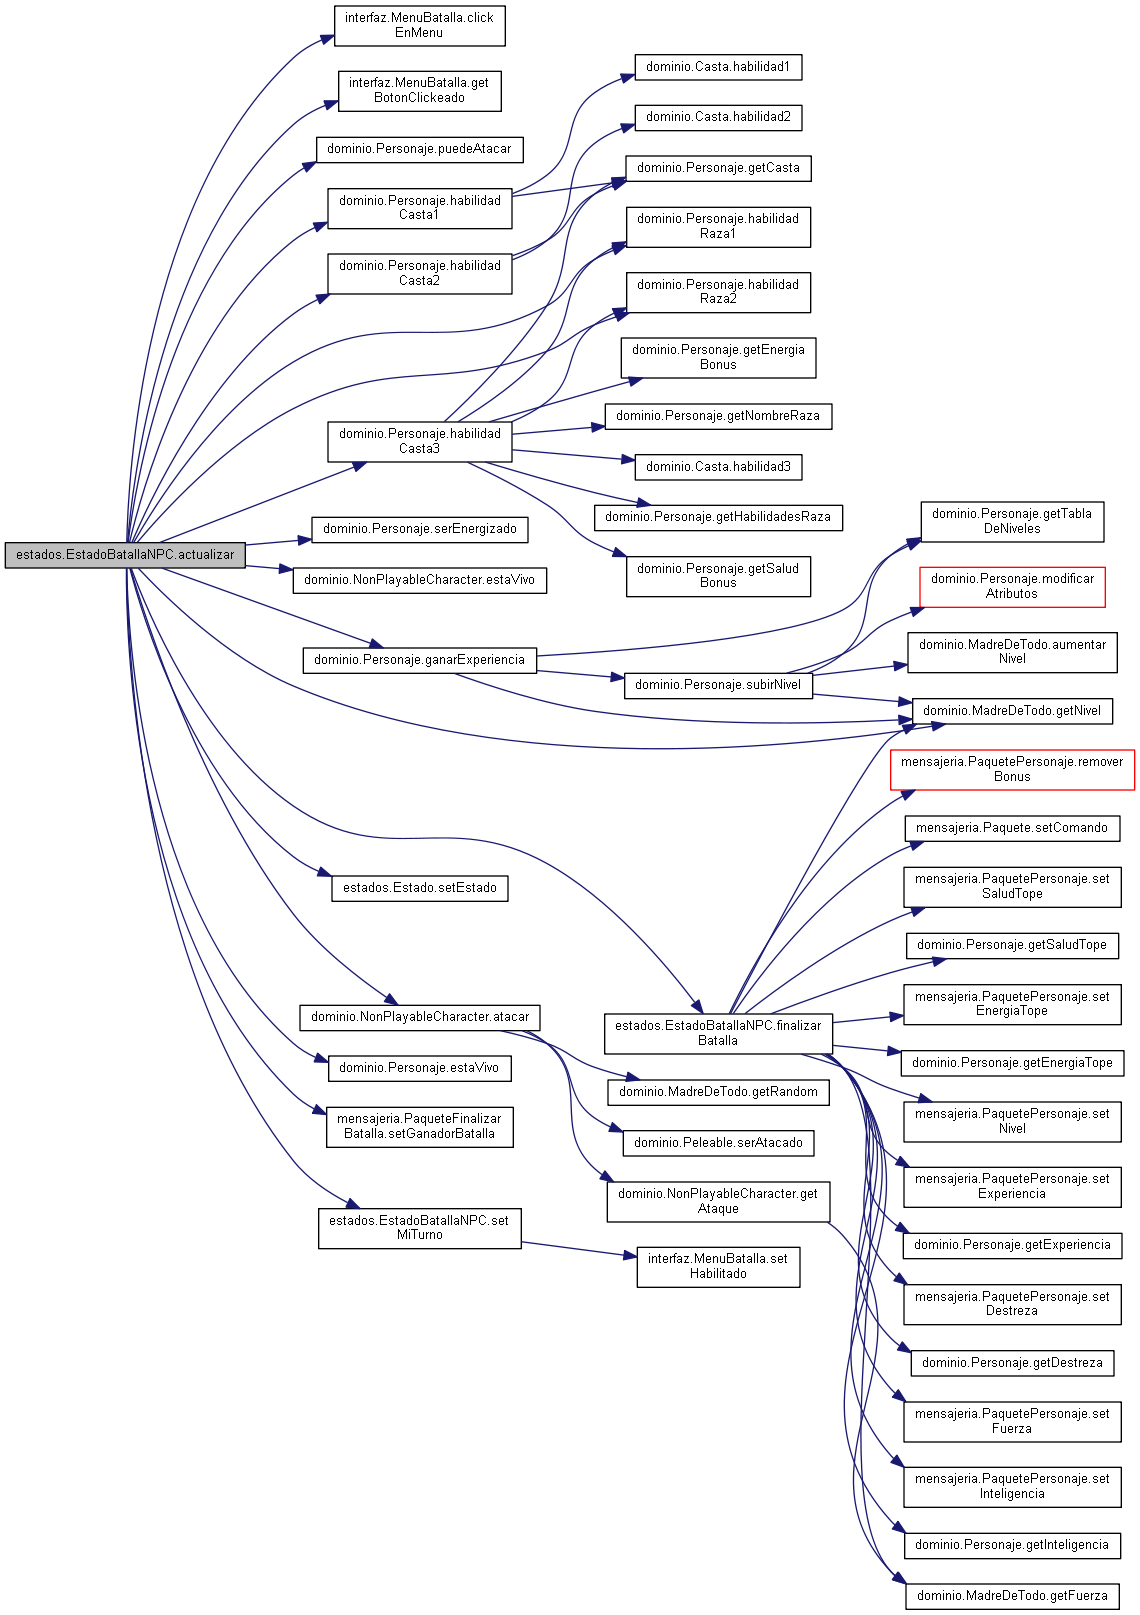 interfaz.MenuBatalla.click
EnMenu
interfaz.MenuBatalla.get
BotonClickeado
dominio.Personaje.puedeAtacar
dominio.Personaje.habilidad
Casta1
dominio.Personaje.habilidad
Casta2
dominio.Personaje.habilidad
Casta3
dominio.Personaje.serEnergizado
estados.EstadoBatallaNPC.actualizar
dominio.NonPlayableCharacter.estaVivo
dominio.Personaje.ganarExperiencia
estados.Estado.setEstado
dominio.NonPlayableCharacter.atacar
dominio.Personaje.estaVivo
mensajeria.PaqueteFinalizar
Batalla.setGanadorBatalla
estados.EstadoBatallaNPC.set
MiTurno
dominio.Casta.habilidad1
dominio.Casta.habilidad2
dominio.Personaje.getCasta
dominio.Personaje.habilidad
Raza1
dominio.Personaje.habilidad
Raza2
dominio.Personaje.getEnergia
Bonus
dominio.Personaje.getNombreRaza
dominio.Casta.habilidad3
dominio.Personaje.getHabilidadesRaza
dominio.Personaje.getSalud
Bonus
dominio.Personaje.subirNivel
estados.EstadoBatallaNPC.finalizar
Batalla
dominio.MadreDeTodo.getRandom
dominio.Peleable.serAtacado
dominio.NonPlayableCharacter.get
Ataque
interfaz.MenuBatalla.set
Habilitado
dominio.Personaje.getTabla
DeNiveles
dominio.Personaje.modificar
Atributos
dominio.MadreDeTodo.aumentar
Nivel
dominio.MadreDeTodo.getNivel
mensajeria.PaquetePersonaje.remover
Bonus
mensajeria.Paquete.setComando
mensajeria.PaquetePersonaje.set
SaludTope
dominio.Personaje.getSaludTope
mensajeria.PaquetePersonaje.set
EnergiaTope
dominio.Personaje.getEnergiaTope
mensajeria.PaquetePersonaje.set
Nivel
mensajeria.PaquetePersonaje.set
Experiencia
dominio.Personaje.getExperiencia
mensajeria.PaquetePersonaje.set
Destreza
dominio.Personaje.getDestreza
mensajeria.PaquetePersonaje.set
Fuerza
mensajeria.PaquetePersonaje.set
Inteligencia
dominio.Personaje.getInteligencia
dominio.MadreDeTodo.getFuerza